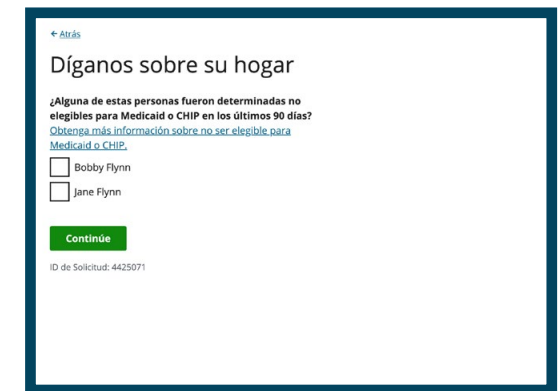 ← Atrás
Díganos sobre su hogar
¿Alguna de estas personas fueron determinadas no
elegibles para Medicaid o CHIP en los últimos 90 días?
Obtenga más información sobre no ser elegible para
Medicaid o CHIP.
Bobby Flynn
Jane Flynn
Continúe
ID de Solicitud: 4425071